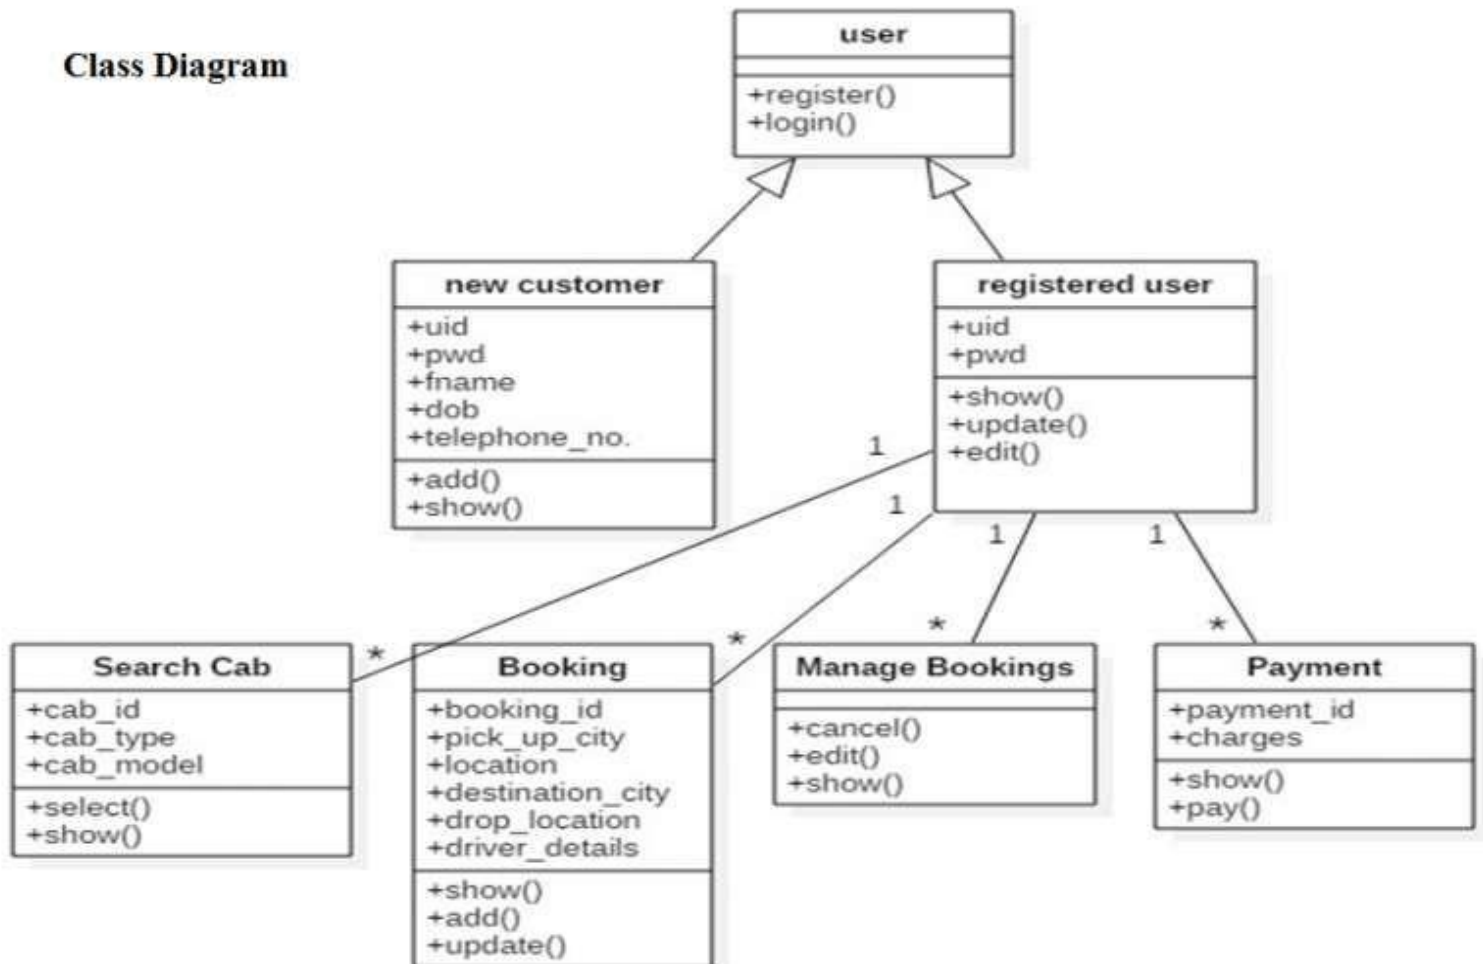 Class Diagram
user
+register()
+login()
new customer
+uid
+pwd
+fname
+dob
+telephone_no.
+add()
+show()
registered user
+uid
+pwd
+show()
+update()
+edit()
1
1
1
1
*
*
*
*
Search Cab
+cab_id
+cab_type
+cab_model
+select()
+show()
Booking
+booking_id
+pick_up_city
+location
+destination_city
+drop_location
+driver_details
+show()
+add()
+update()
Manage Bookings
+cancel()
+edit()
+show()
Payment
+payment_id
+charges
+show()
+pay()